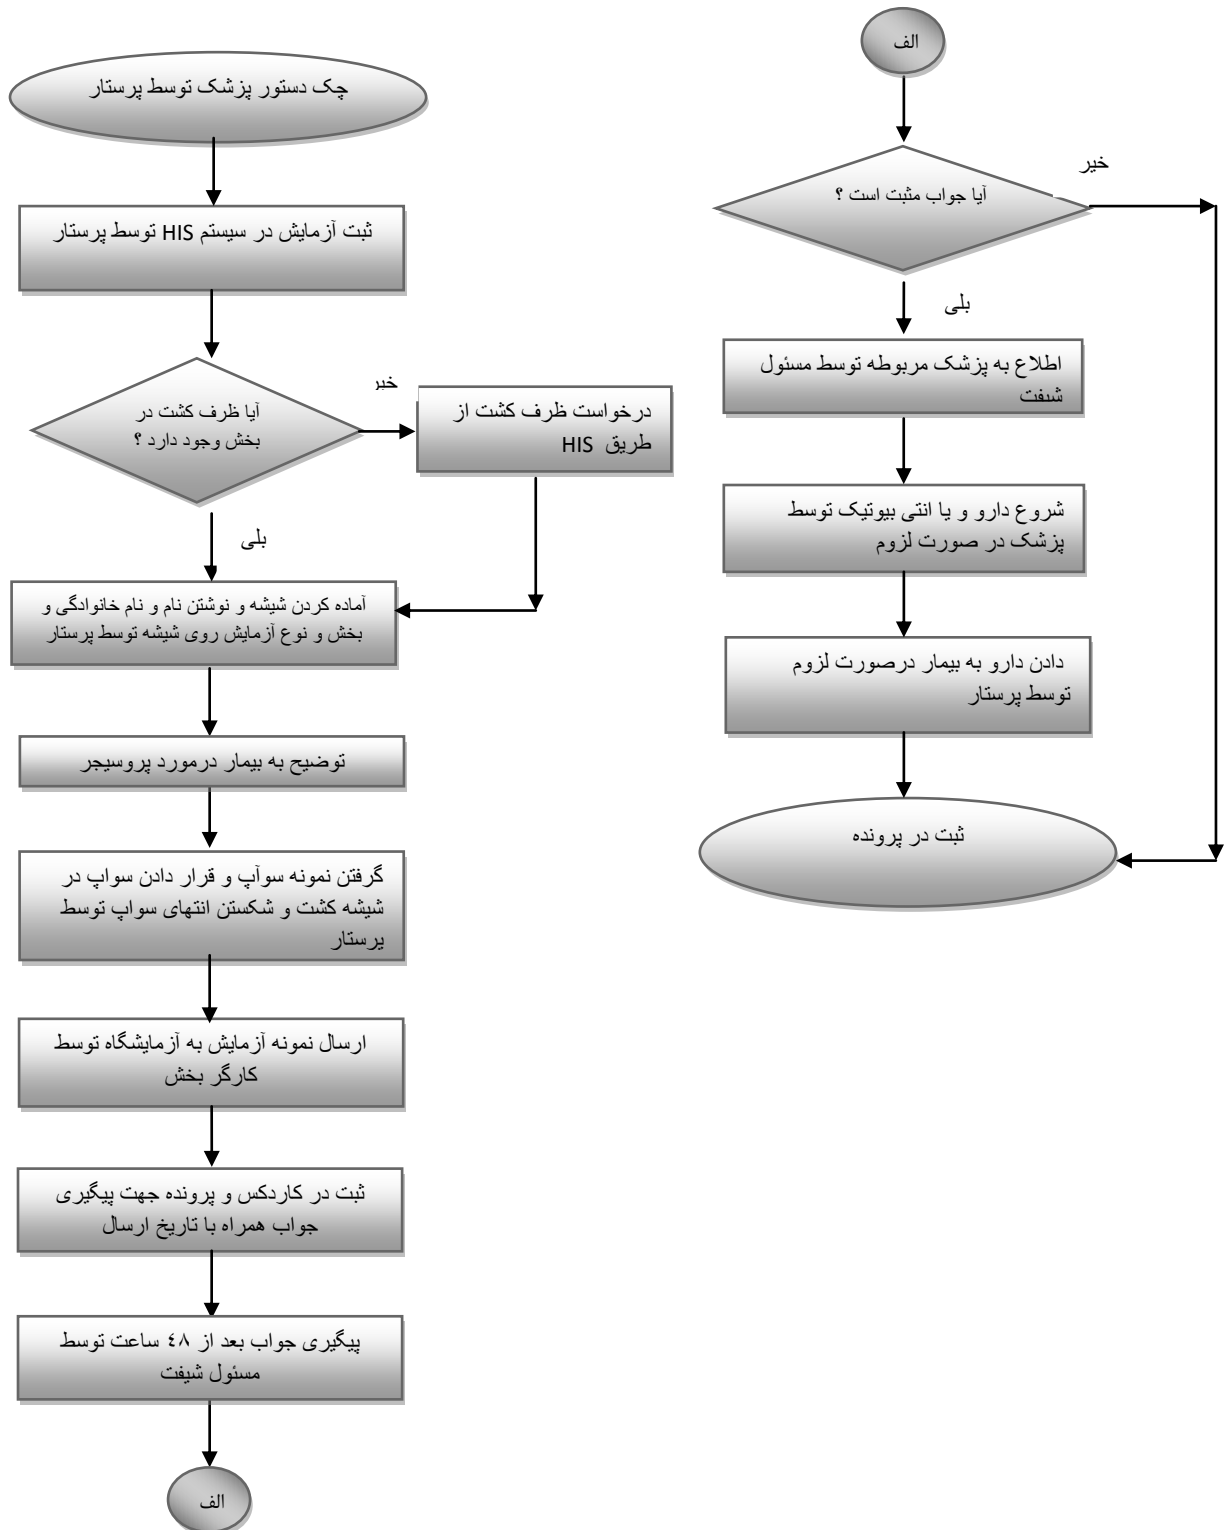 چک دستور پزشک توسط پرستار
ثبت آزمایش در سیستم HIS توسط پرستار
آیا ظرف کشت در
بخش وجود دارد ؟
خیر
درخواست ظرف کشت از
طریق HIS
بلی
آماده کردن شیشه و نوشتن نام و نام خانوادگی و
بخش و نوع آزمایش روی شیشه توسط پرستار
توضیح به بیمار درمورد پروسیجر
گرفتن نمونه سوآپ و قرار دادن سواپ در
شیشه کشت و شکستن انتهای سواپ توسط
پرستار
ارسال نمونه آزمایش به آزمایشگاه توسط
کارگر بخش
ثبت در کاردکس و پرونده جهت پیگیری
جواب همراه با تاریخ ارسال
پیگیری جواب بعد از ٤٨ ساعت توسط
مسئول شیفت
الف
الف
آیا جواب مثبت است ؟
خیر
بلی
اطلاع به پزشک مربوطه توسط مسئول
شیفت
شروع دارو و یا انتی بیوتیک توسط
پزشک در صورت لزوم
دادن دارو به بیمار درصورت لزوم
توسط پرستار
ثبت در پرونده